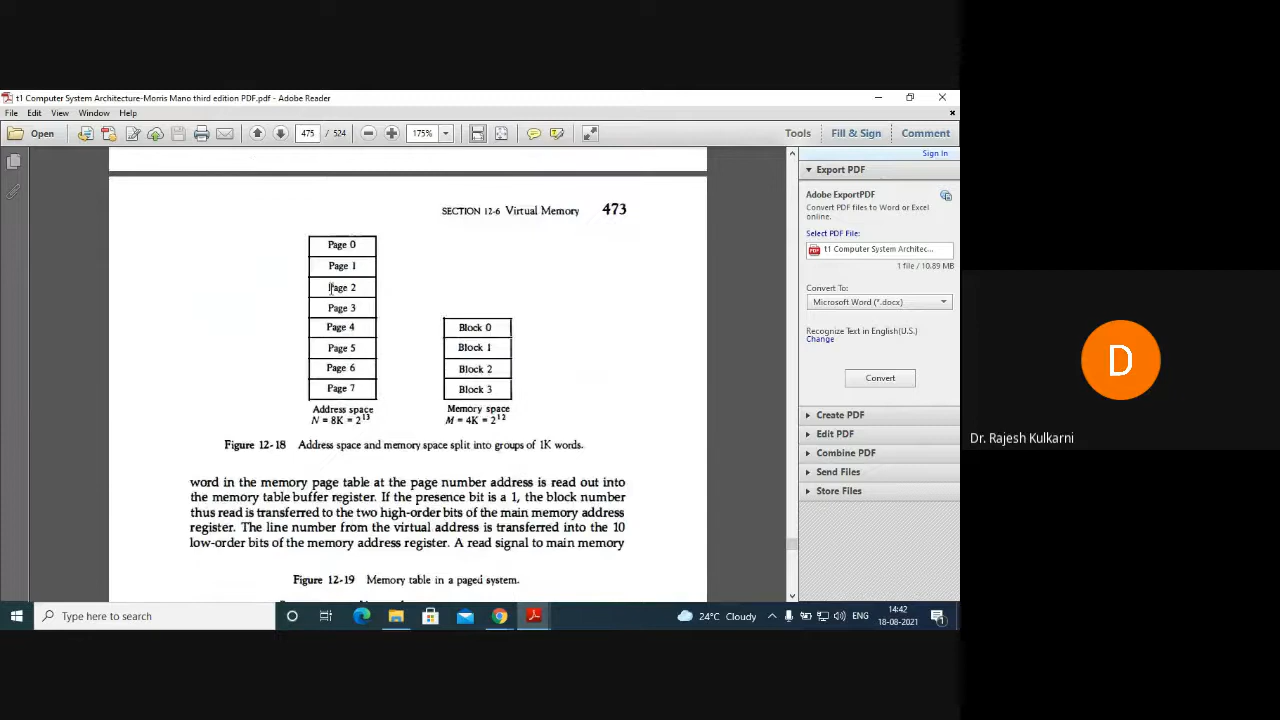 t1 Computer System Architecture-Morris Mano third edition PDF.pdf - Adobe Reader
File Edit View Window Help
Open 475 / 524 175% Tools Fill & Sign Comment
Sign In
SECTION 12-6 Virtual Memory 473
Page 0
Page 1
Page 2
Page 3
Page 4
Page 5
Page 6
Page 7
Address space
N = 8K = 2¹³
Block 0
Block 1
Block 2
Block 3
Memory space
M = 4K = 2¹²
Figure 12-18 Address space and memory space split into groups of 1K words.
word in the memory page table at the page number address is read out into
the memory table buffer register. If the presence bit is a 1, the block number
thus read is transferred to the two high-order bits of the main memory address
register. The line number from the virtual address is transferred into the 10
low-order bits of the memory address register. A read signal to main memory
Figure 12-19 Memory table in a paged system.
Export PDF
Adobe ExportPDF
Convert PDF files to Word or Excel
online.
Select PDF File:
t1 Computer System Architec...
1 file / 10.89 MB
Convert To:
Microsoft Word (*.docx)
Recognize Text in English(U.S.)
Change
Convert
Create PDF
Edit PDF
Combine PDF
Send Files
Store Files
Type here to search
24°C Cloudy
ENG
14:42
18-08-2021
1
D
Dr. Rajesh Kulkarni